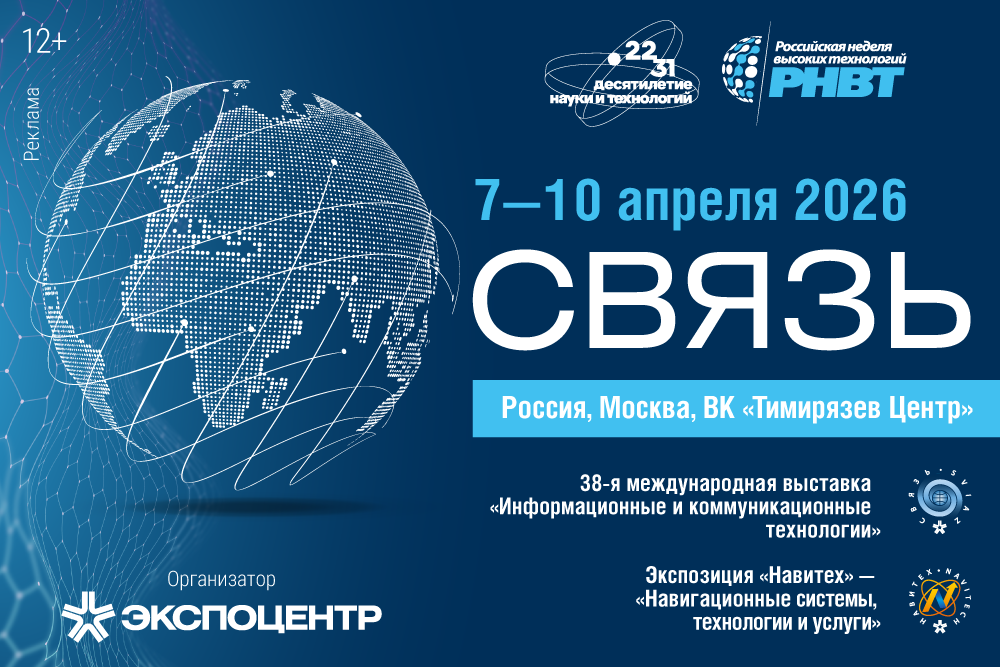 12+
Реклама
22
31
десятилетие
науки и технологий
Российская неделя
высоких технологий
РНВТ
7—10 апреля 2026
СВЯЗЬ
Россия, Москва, ВК «Тимирязев Центр»
38-я международная выставка
«Информационные и коммуникационные
технологии»
СВЯЗЬ · SVIAZ
Экспозиция «Навитех» —
«Навигационные системы,
технологии и услуги»
НАВИТЕХ · NAVITECH
Организатор
ЭКСПОЦЕНТР